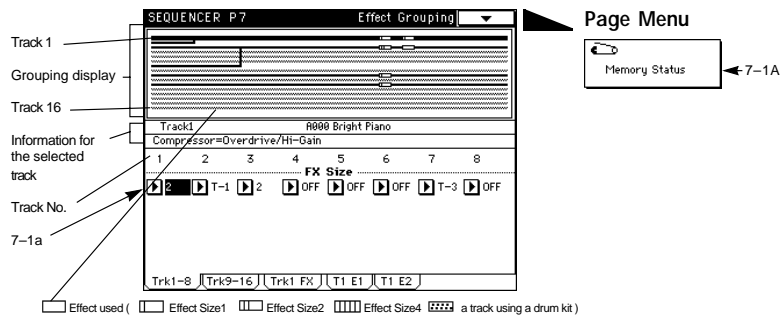 SEQUENCER P7 Effect Grouping
Page Menu
Memory Status
7–1A
Track 1
Grouping display
Track 16
Information for
the selected
track
Track No.
7–1a
Track1 A000 Bright Piano
Compressor=Overdrive/Hi-Gain
1 2 3 4 5 6 7 8
FX Size
2 T-1 2 OFF OFF OFF T-3 OFF
Trk1-8 Trk9-16 Trk1 FX T1 E1 T1 E2
Effect used ( Effect Size1 Effect Size2 Effect Size4 a track using a drum kit )